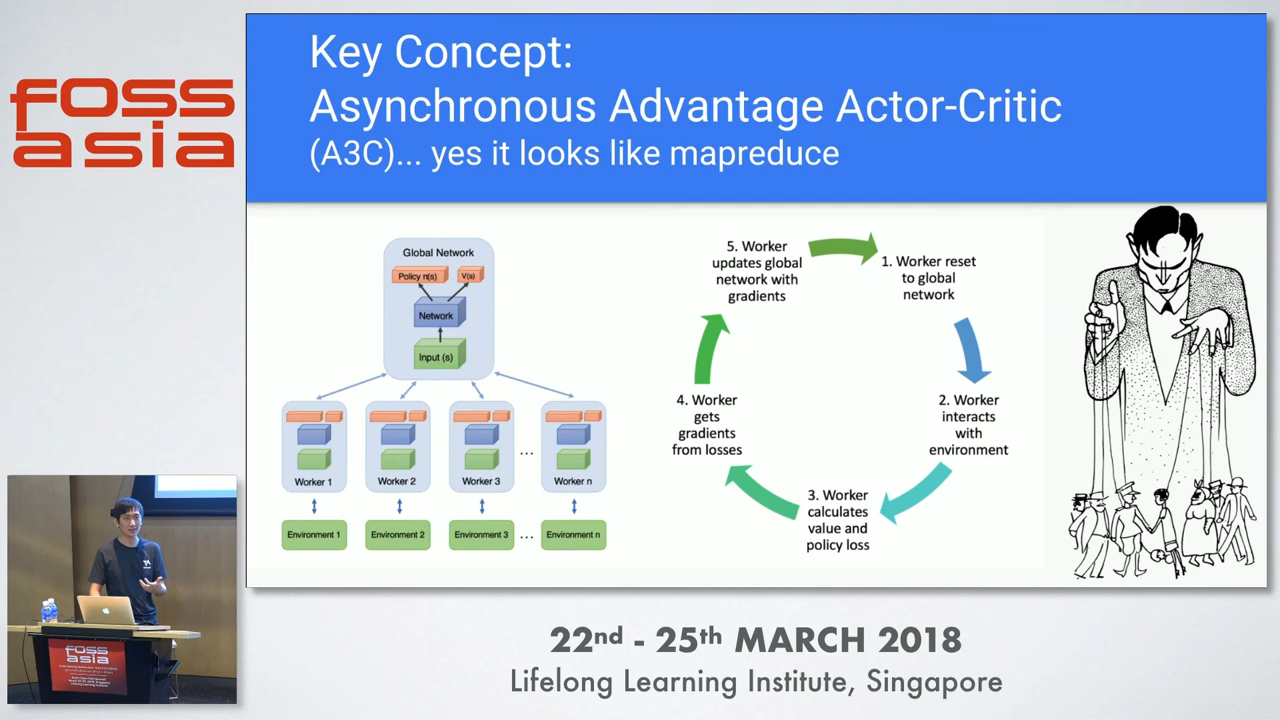 foss
asia
Key Concept:
Asynchronous Advantage Actor-Critic
(A3C)... yes it looks like mapreduce
Global Network
Policy π(s)
V(s)
Network
Input (s)
Worker 1
Worker 2
Worker 3
...
Worker n
Environment 1
Environment 2
Environment 3
...
Environment n
5. Worker
updates global
network with
gradients
1. Worker reset
to global
network
2. Worker
interacts
with
environment
3. Worker
calculates
value and
policy loss
4. Worker
gets
gradients
from losses
foss
asia
22nd - 25th MARCH 2018
Lifelong Learning Institute, Singapore